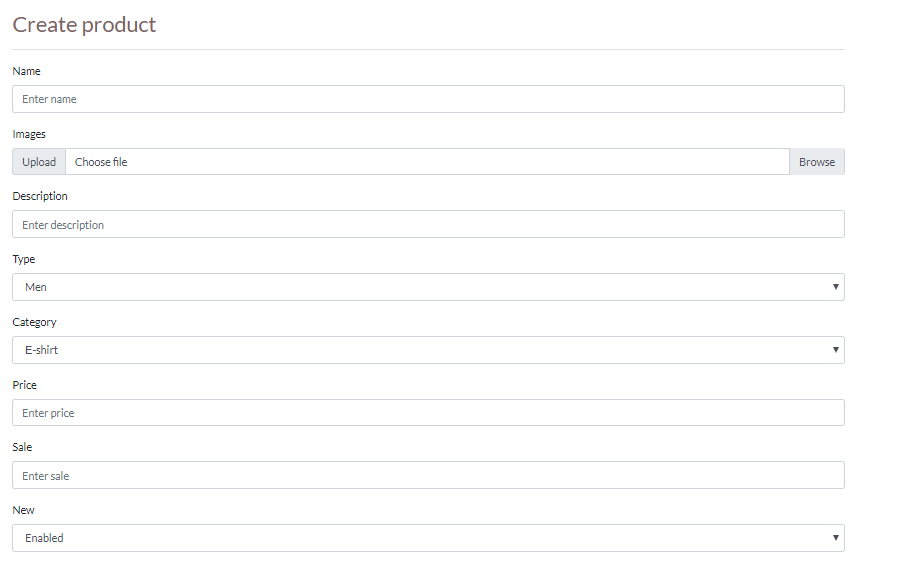 Create product
Name
Enter name
Images
Upload Choose file Browse
Description
Enter description
Type
Men
Category
E-shirt
Price
Enter price
Sale
Enter sale
New
Enabled